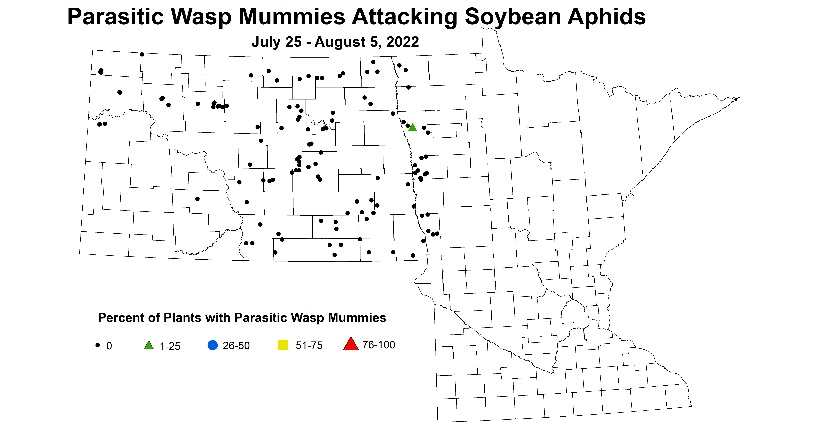 Parasitic Wasp Mummies Attacking Soybean Aphids
July 25 - August 5, 2022
Percent of Plants with Parasitic Wasp Mummies
0 1-25 26-50 51-75 76-100